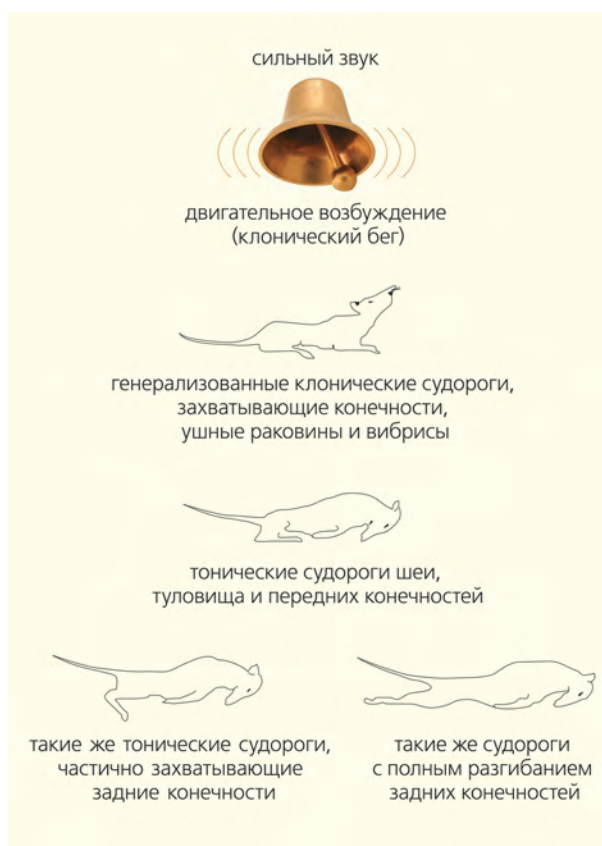 сильный звук
двигательное возбуждение
(клонический бег)
генерализованные клонические судороги,
захватывающие конечности,
ушные раковины и вибрисы
тонические судороги шеи,
туловища и передних конечностей
такие же тонические судороги,
частично захватывающие
задние конечности
такие же судороги
с полным разгибанием
задних конечностей